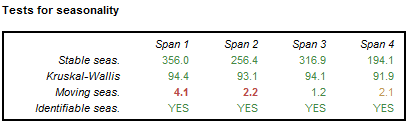 Tests for seasonality
Span 1 Span 2 Span 3 Span 4
Stable seas. 356.0 256.4 316.9 194.1
Kruskal-Wallis 94.4 93.1 94.1 91.9
Moving seas. 4.1 2.2 1.2 2.1
Identifiable seas. YES YES YES YES